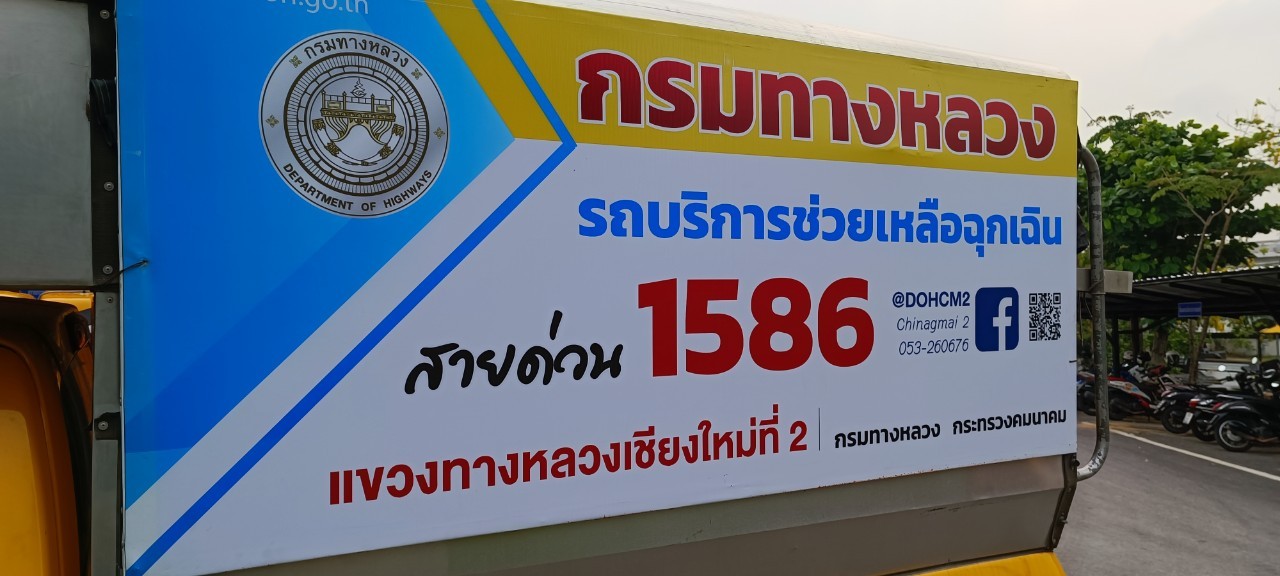 กรมทางหลวง
DEPARTMENT OF HIGHWAYS
กรมทางหลวง
รถบริการช่วยเหลือฉุกเฉิน
สายด่วน 1586
@DOHCM2
Chinagmai 2
053-260676
แขวงทางหลวงเชียงใหม่ที่ 2
กรมทางหลวง กระทรวงคมนาคม